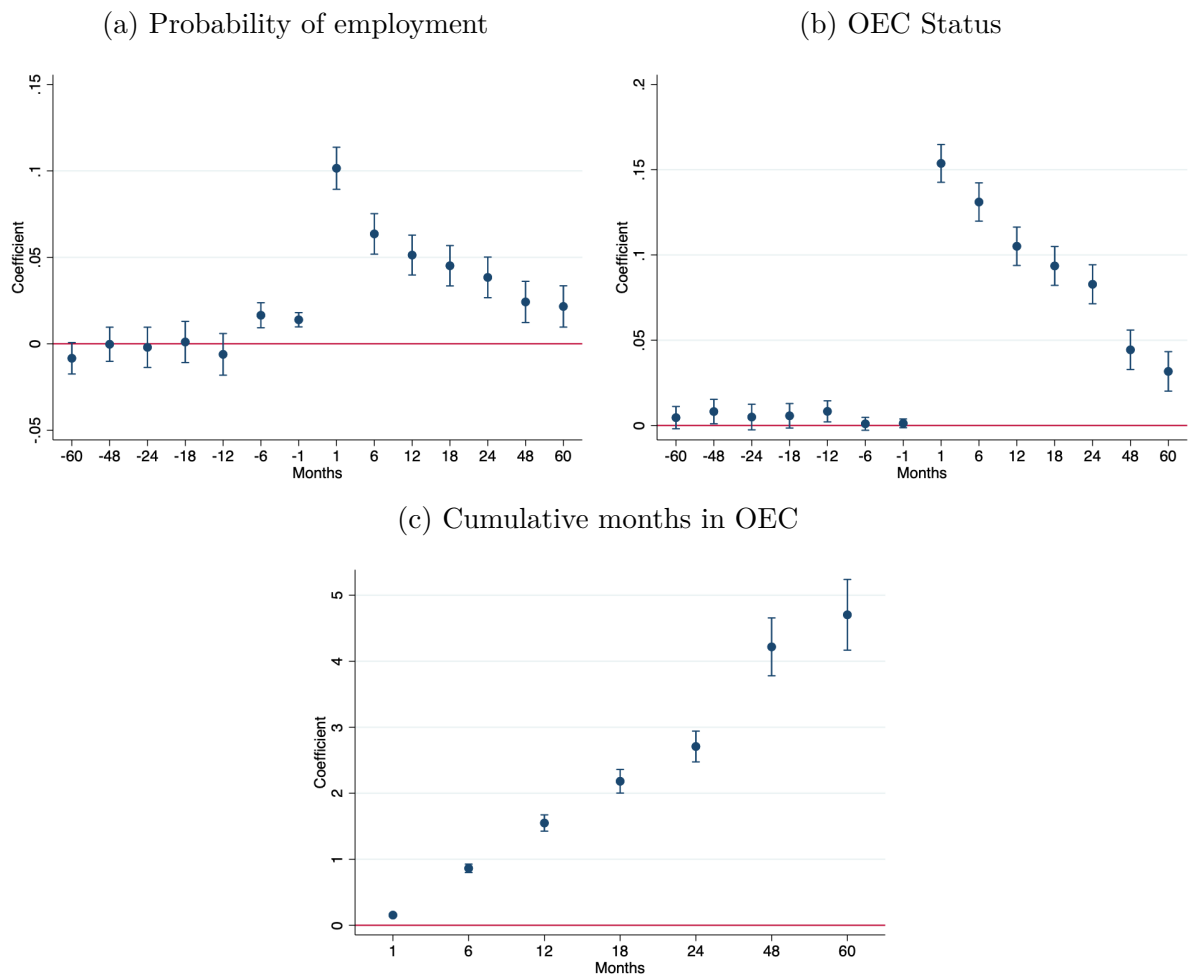 (a) Probability of employment
Coefficient
.15
.1
.05
0
-.05
-60 -48 -24 -18 -12 -6 -1 1 6 12 18 24 48 60
Months
(b) OEC Status
Coefficient
.2
.15
.1
.05
0
-60 -48 -24 -18 -12 -6 -1 1 6 12 18 24 48 60
Months
(c) Cumulative months in OEC
Coefficient
5
4
3
2
1
0
1 6 12 18 24 48 60
Months